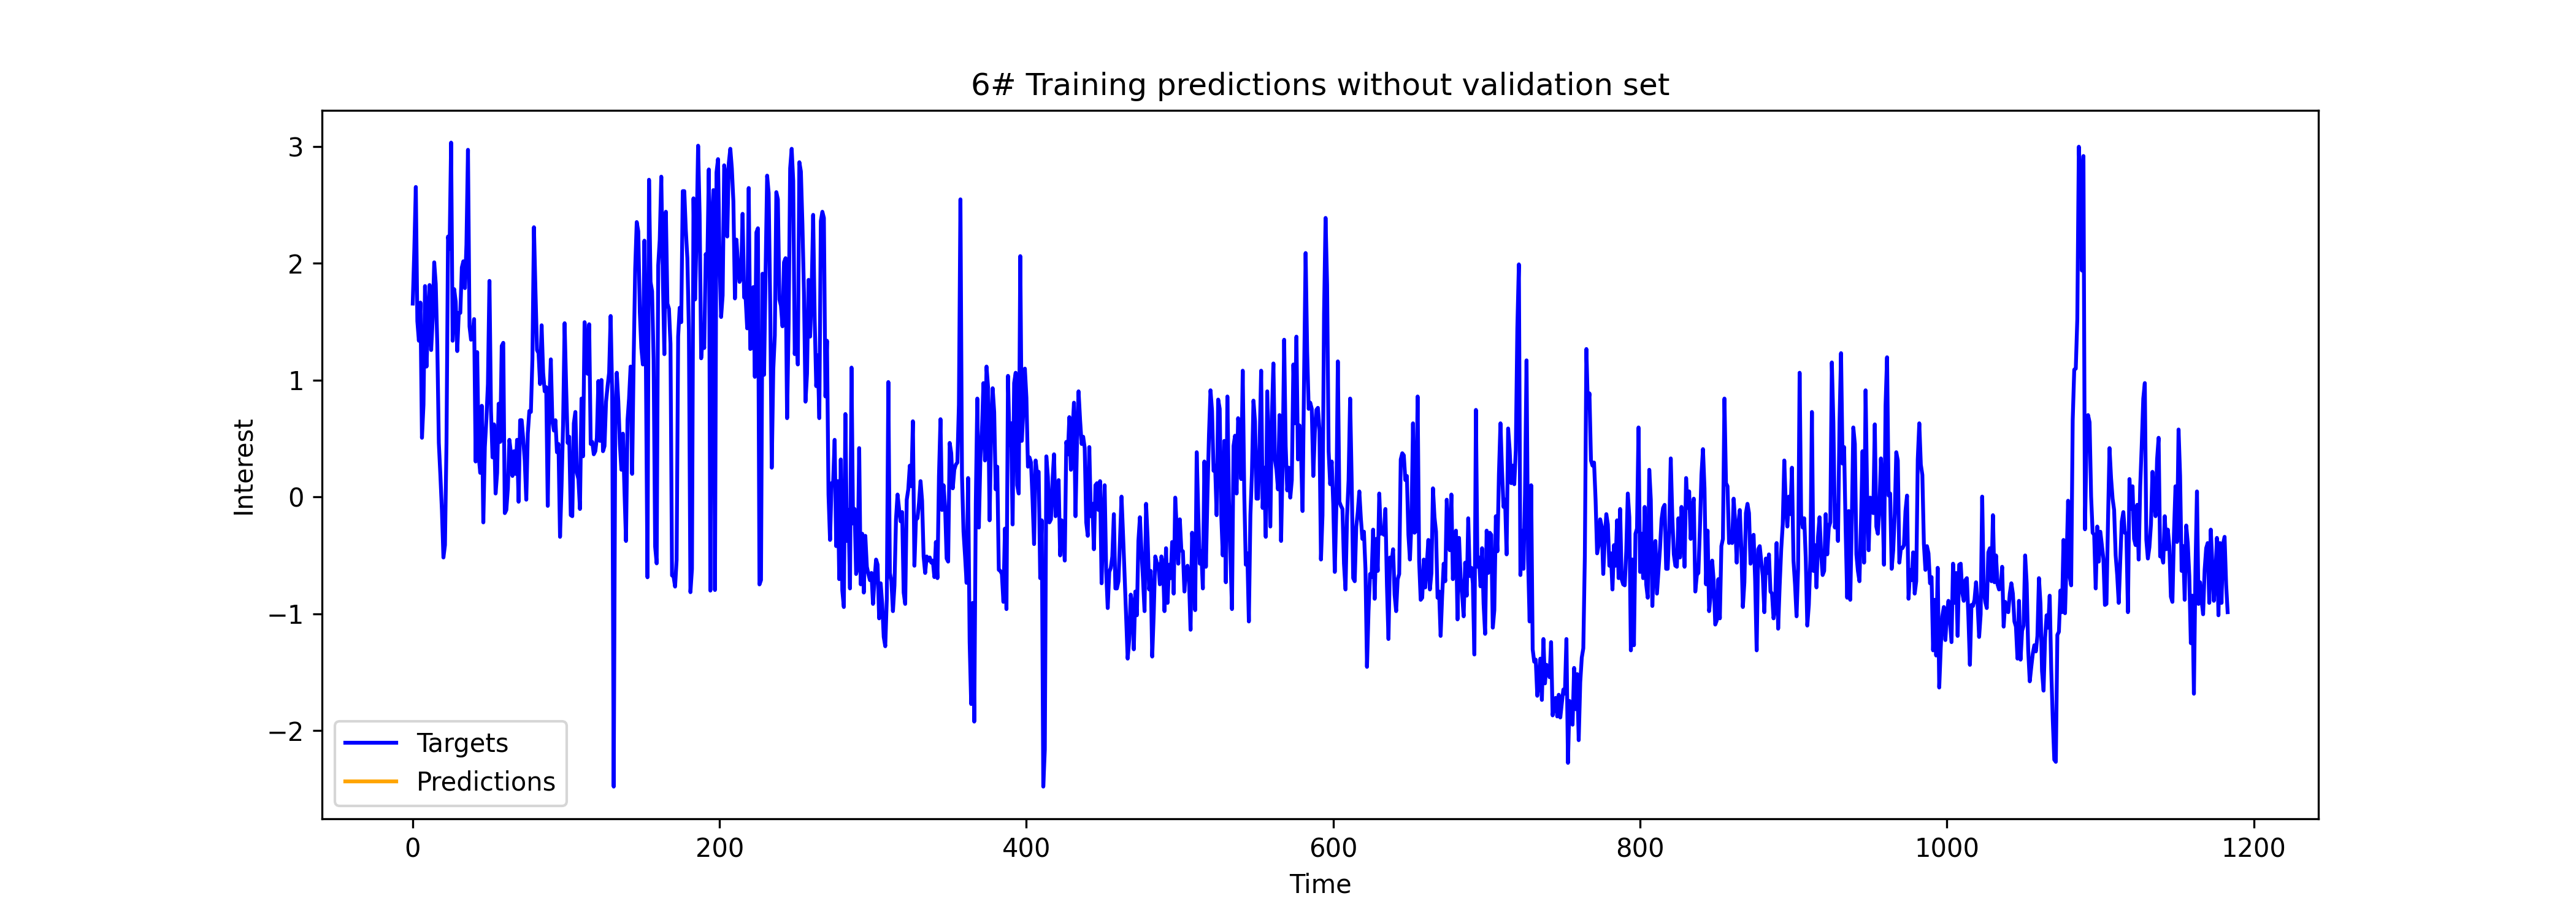 6# Training predictions without validation set
3
2
1
0
−1
−2
Interest
Targets
Predictions
0 200 400 600 800 1000 1200
Time